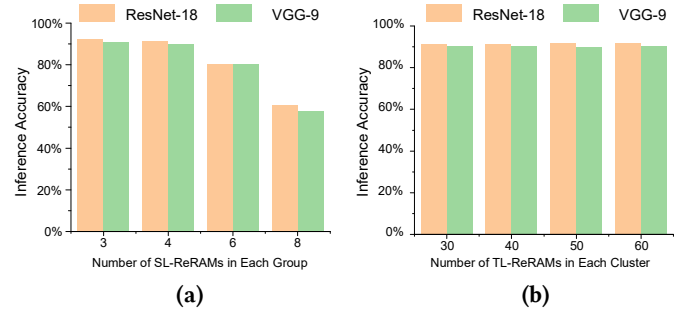 ResNet-18 VGG-9
100%
80%
60%
40%
20%
0%
Inference Accuracy
3 4 6 8
Number of SL-ReRAMs in Each Group
(a)
ResNet-18 VGG-9
100%
80%
60%
40%
20%
0%
Inference Accuracy
30 40 50 60
Number of TL-ReRAMs in Each Cluster
(b)